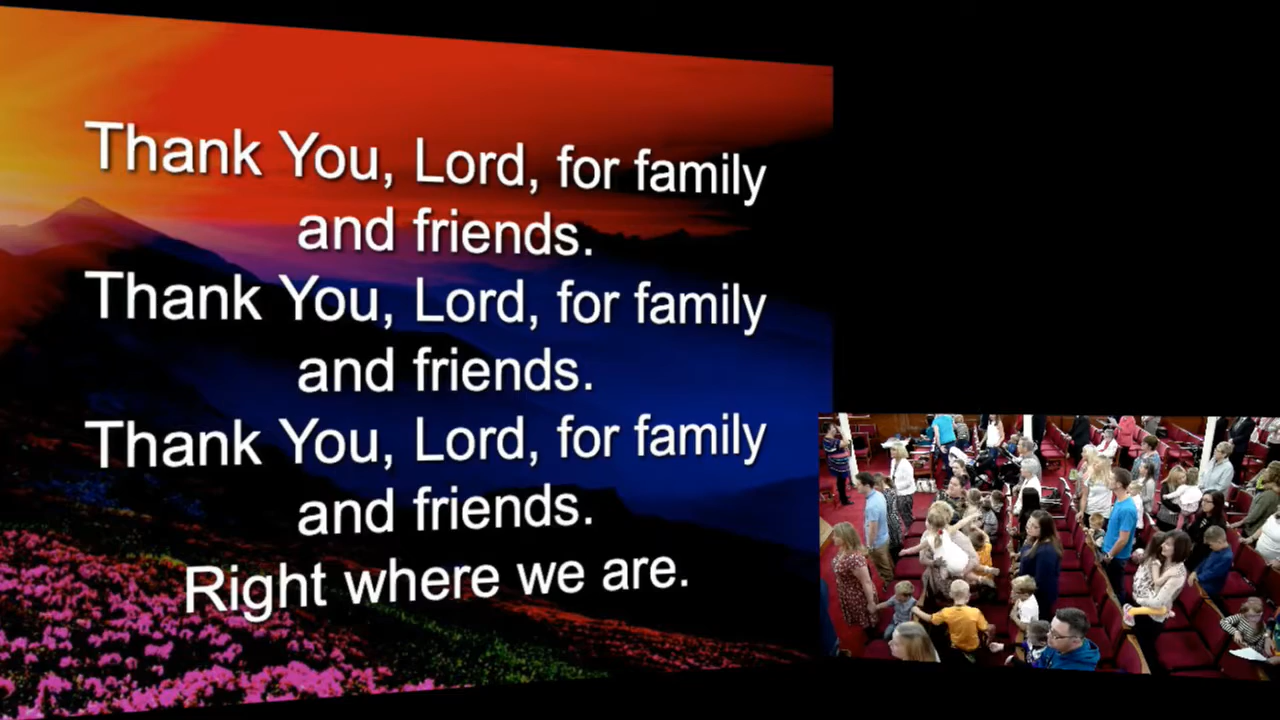 Thank You, Lord, for family
and friends.
Thank You, Lord, for family
and friends.
Thank You, Lord, for family
and friends.
Right where we are.